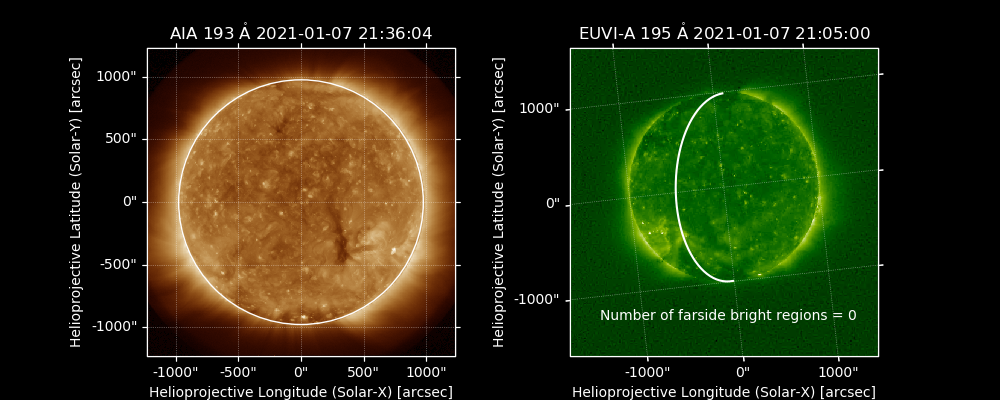 AIA 193 Å 2021-01-07 21:36:04
1000"
500"
0"
-500"
-1000"
-1000"
-500"
0"
500"
1000"
Helioprojective Longitude (Solar-X) [arcsec]
Helioprojective Latitude (Solar-Y) [arcsec]
EUVI-A 195 Å 2021-01-07 21:05:00
1000"
0"
-1000"
Number of farside bright regions = 0
-1000"
0"
1000"
Helioprojective Longitude (Solar-X) [arcsec]
Helioprojective Latitude (Solar-Y) [arcsec]